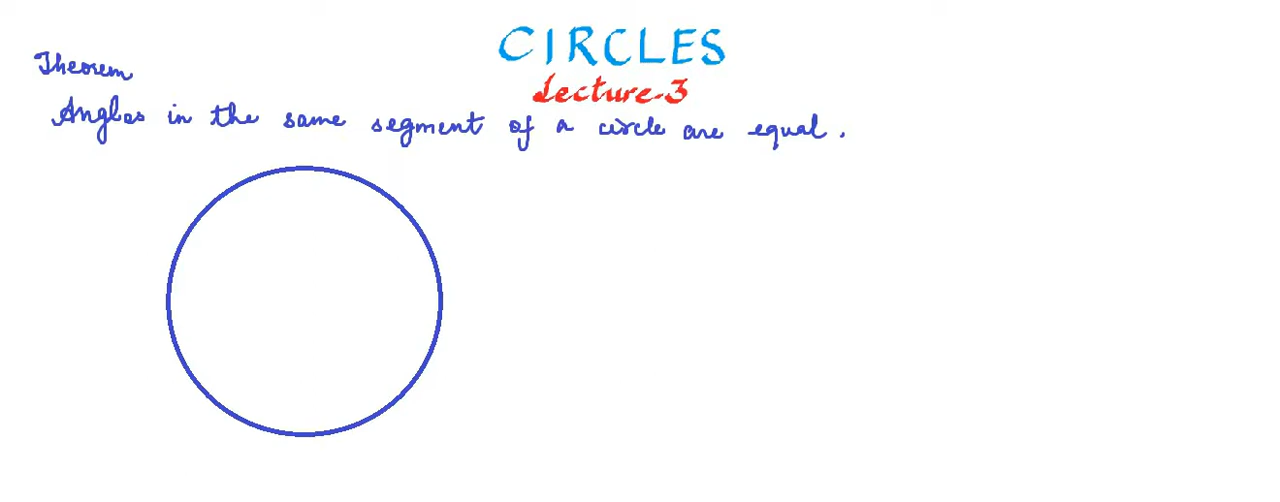 CIRCLES
Lecture-3
Theorem
Angles in the same segment of a circle are equal.